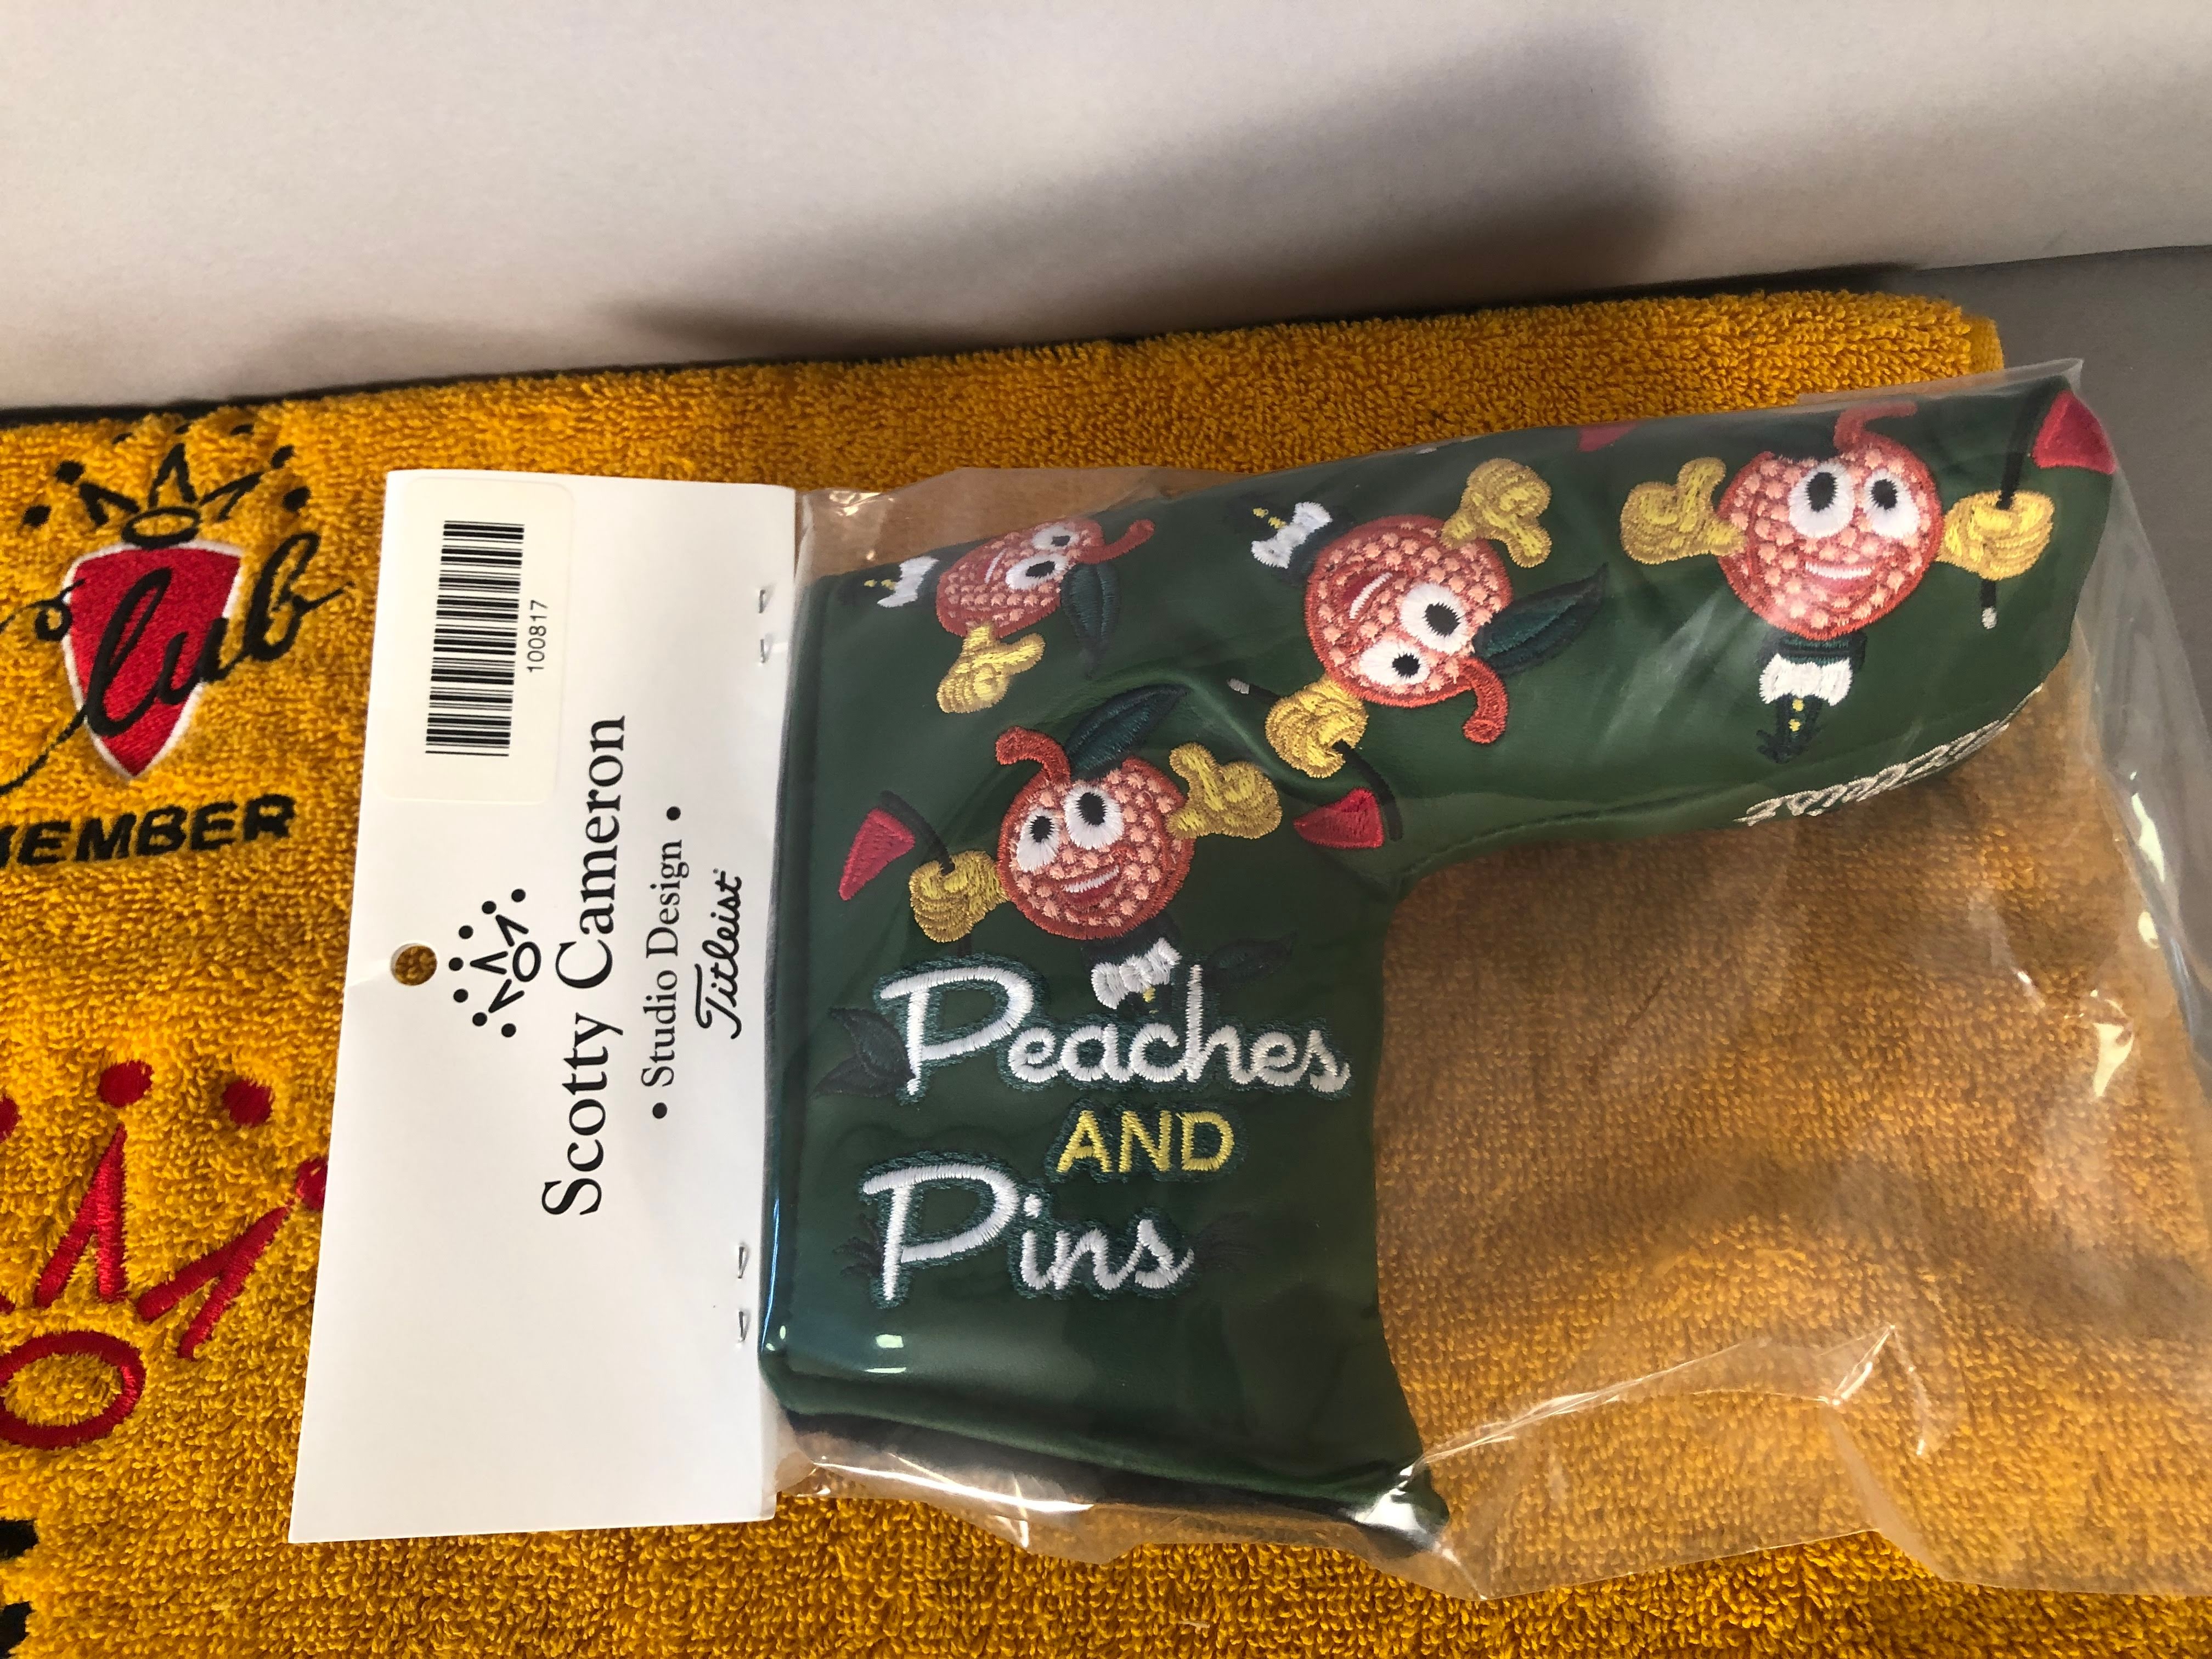 Club
MEMBER
100817
Scotty Cameron
• Studio Design •
Titleist
Peaches
AND
Pins